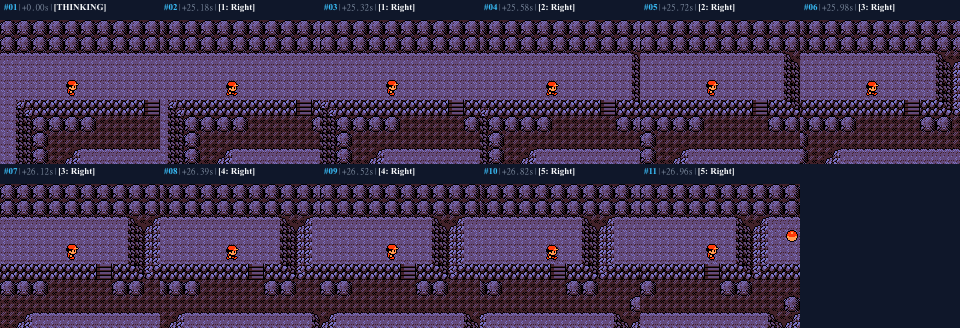 #01 | +0.00s | [THINKING]
#02 | +25.18s | [1: Right]
#03 | +25.32s | [1: Right]
#04 | +25.58s | [2: Right]
#05 | +25.72s | [2: Right]
#06 | +25.98s | [3: Right]
#07 | +26.12s | [3: Right]
#08 | +26.39s | [4: Right]
#09 | +26.52s | [4: Right]
#10 | +26.82s | [5: Right]
#11 | +26.96s | [5: Right]